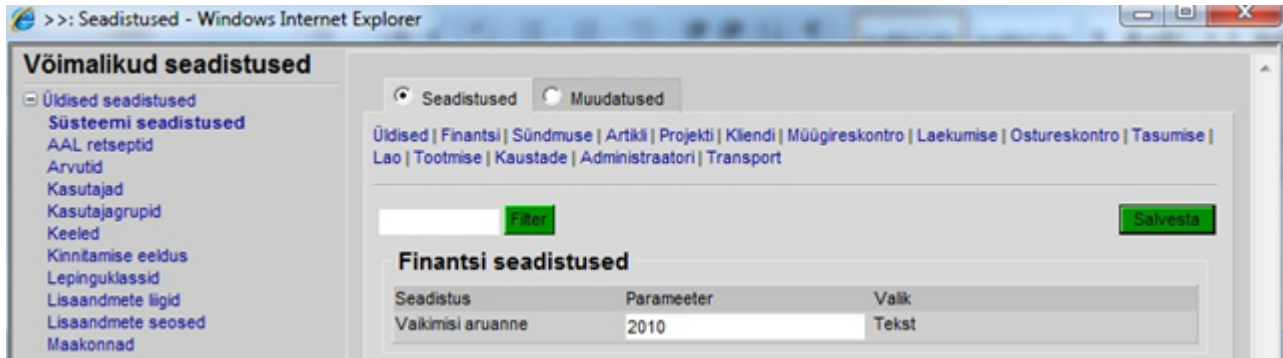 >>: Seadistused - Windows Internet Explorer
Võimalikud seadistused
Üldised seadistused
Süsteemi seadistused
AAL retseptid
Arvutid
Kasutajad
Kasutajagrupid
Keeled
Kinnitamise eeldus
Lepinguklassid
Lisaandmete liigid
Lisaandmete seosed
Maakonnad
Seadistused Muudatused
Üldised | Finantsi | Sündmuse | Artikli | Projekti | Kliendi | Müügireskontro | Laekumise | Ostureskontro | Tasumise |
Lao | Tootmise | Kaustade | Administraatori | Transport
Filter Salvesta
Finantsi seadistused
Seadistus Parameeter Valik
Vaikimisi aruanne 2010 Tekst